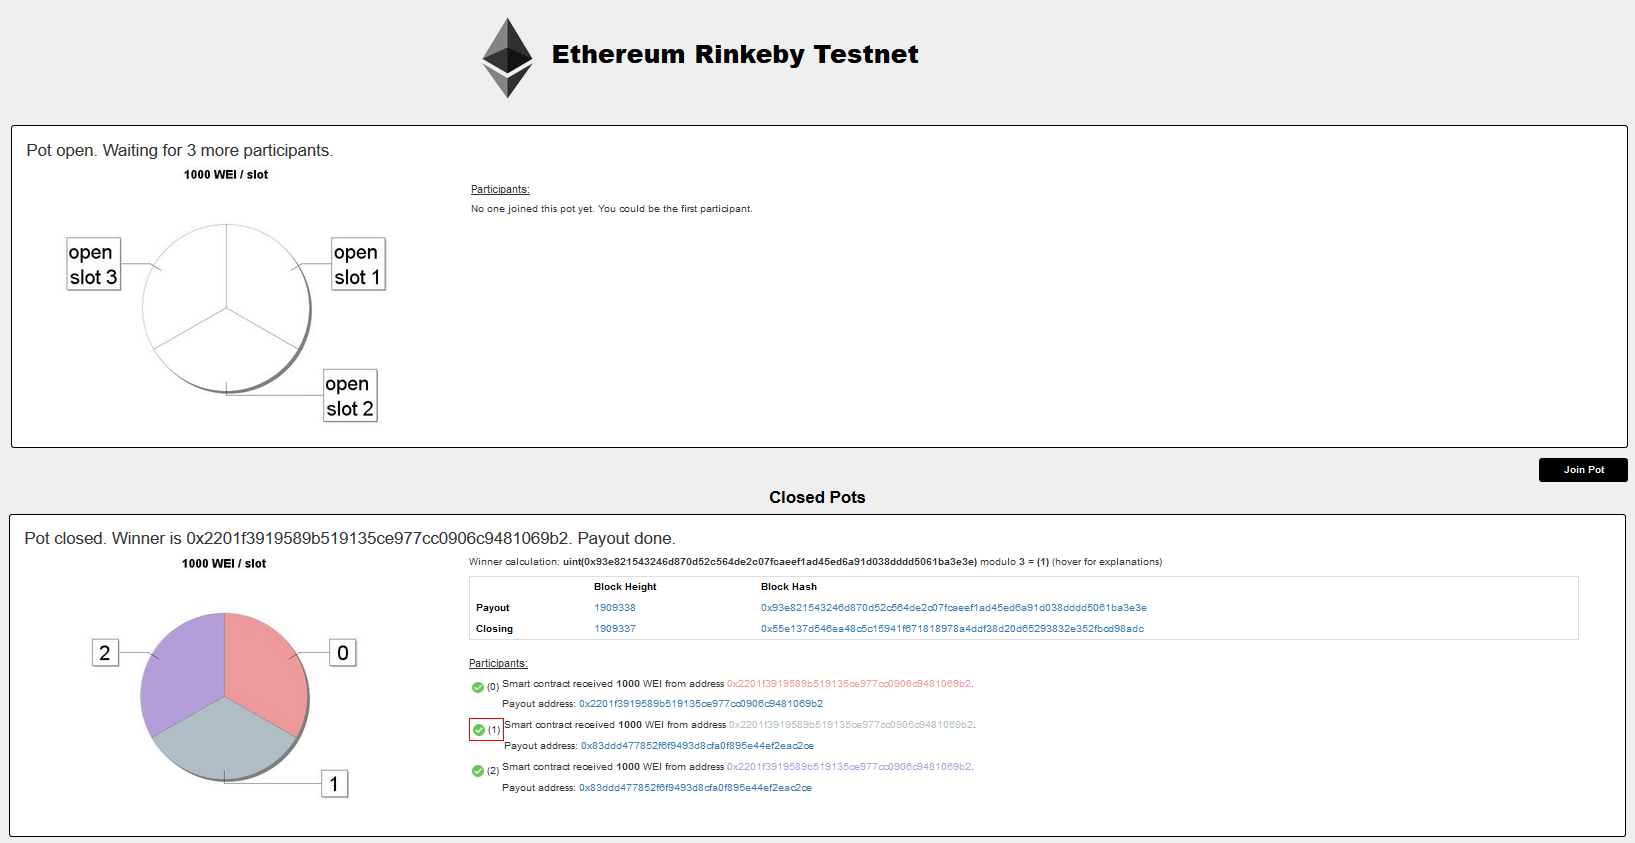 Ethereum Rinkeby Testnet
Pot open. Waiting for 3 more participants.
1000 WEI / slot
open
slot 3
open
slot 1
open
slot 2
Participants:
No one joined this pot yet. You could be the first participant.
Join Pot
Closed Pots
Pot closed. Winner is 0x2201f3919589b519135ce977cc0906c9481069b2. Payout done.
1000 WEI / slot
2
0
1
Winner calculation: uint(0x93e821543246d870d52c564de2c07fcaeef1ad45ed6a91d038dddd5061ba3e3e) modulo 3 = (1) (hover for explanations)
Block Height Block Hash
Payout 1909338 0x93e821543246d870d52c564de2c07fcaeef1ad45ed6a91d038dddd5061ba3e3e
Closing 1909337 0x55e137d546ea48c5c15941f671818978a4ddf38d20d65293832e352fbcd98adc
Participants:
(0) Smart contract received 1000 WEI from address 0x2201f3919589b519135ce977cc0906c9481069b2.
Payout address: 0x2201f3919589b519135ce977cc0906c9481069b2
(1) Smart contract received 1000 WEI from address 0x2201f3919589b519135ce977cc0906c9481069b2.
Payout address: 0x83ddd477852f6f9493d8cfa0f895e44ef2eac2ce
(2) Smart contract received 1000 WEI from address 0x2201f3919589b519135ce977cc0906c9481069b2.
Payout address: 0x83ddd477852f6f9493d8cfa0f895e44ef2eac2ce